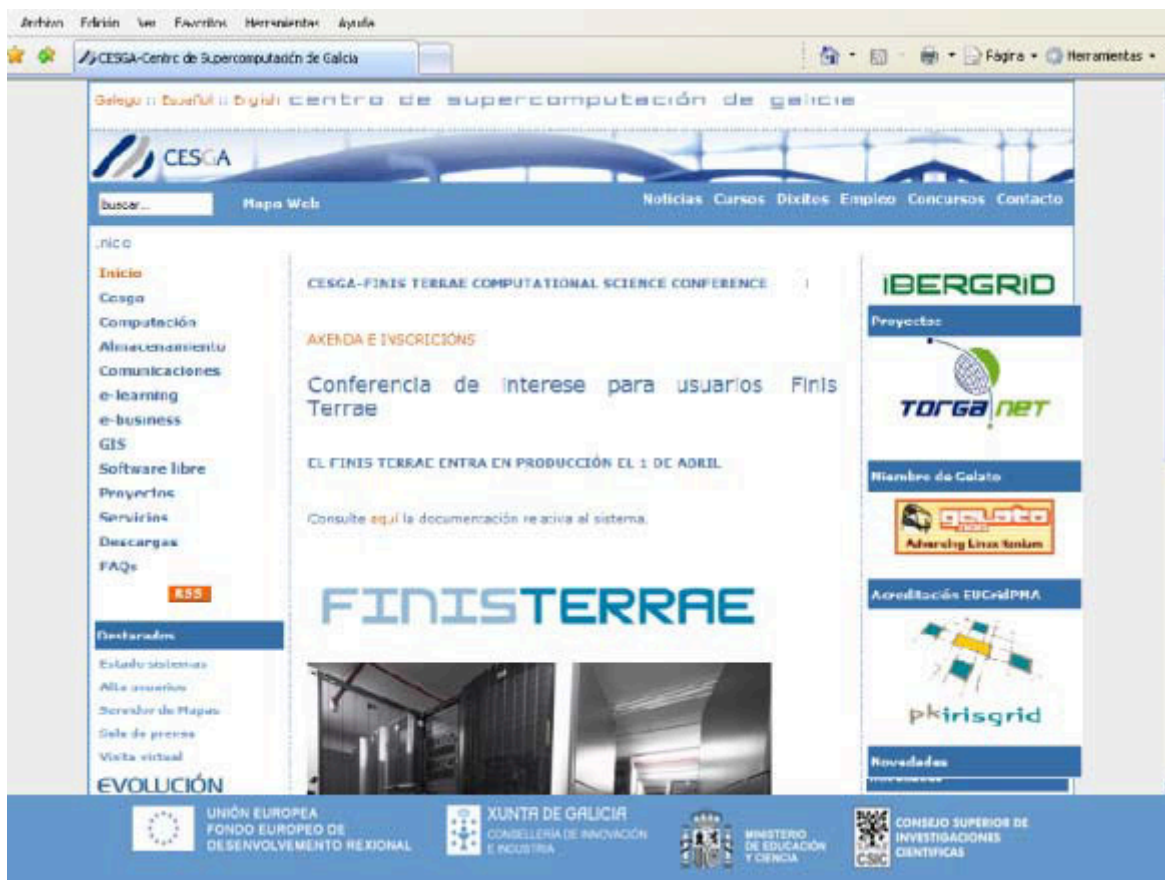 Archivo Edición Ver Favoritos Herramientas Ayuda
CESGA-Centro de Supercomputación de Galicia
Página Herramientas
Galego :: Español :: English centro de supercomputación de galicia
CESGA
buscar... Mapa Web
Noticias Cursos Dixitos Empleo Concursos Contacto
Inicio
Inicio
Cesga
Computación
Almacenamiento
Comunicaciones
e-learning
e-business
GIS
Software libre
Proyectos
Servicios
Descargas
FAQs
RSS
Destacados
Estado sistemas
Alta usuarios
Servidor de Mapas
Sala de prensa
Visita virtual
EVOLUCIÓN
CESGA-FINIS TERRAE COMPUTATIONAL SCIENCE CONFERENCE
AXENDA E INSCRICIÓNS
Conferencia de interese para usuarios Finis
Terrae
EL FINIS TERRAE ENTRA EN PRODUCCIÓN EL 1 DE ABRIL
Consulte aquí la documentación relativa al sistema.
FINISTERRAE
IBERGRID
Proyectos
TORGA NET
Miembro de Gelato
gelato
Advancing Linux Itanium
Acreditación EUGridPMA
pkirisgrid
Novedades
UNIÓN EUROPEA
FONDO EUROPEO DE
DESENVOLVEMENTO REXIONAL
XUNTA DE GALICIA
CONSELLERÍA DE INNOVACIÓN
E INDUSTRIA
MINISTERIO
DE EDUCACIÓN
Y CIENCIA
CSIC
CONSEJO SUPERIOR DE
INVESTIGACIONES
CIENTIFICAS